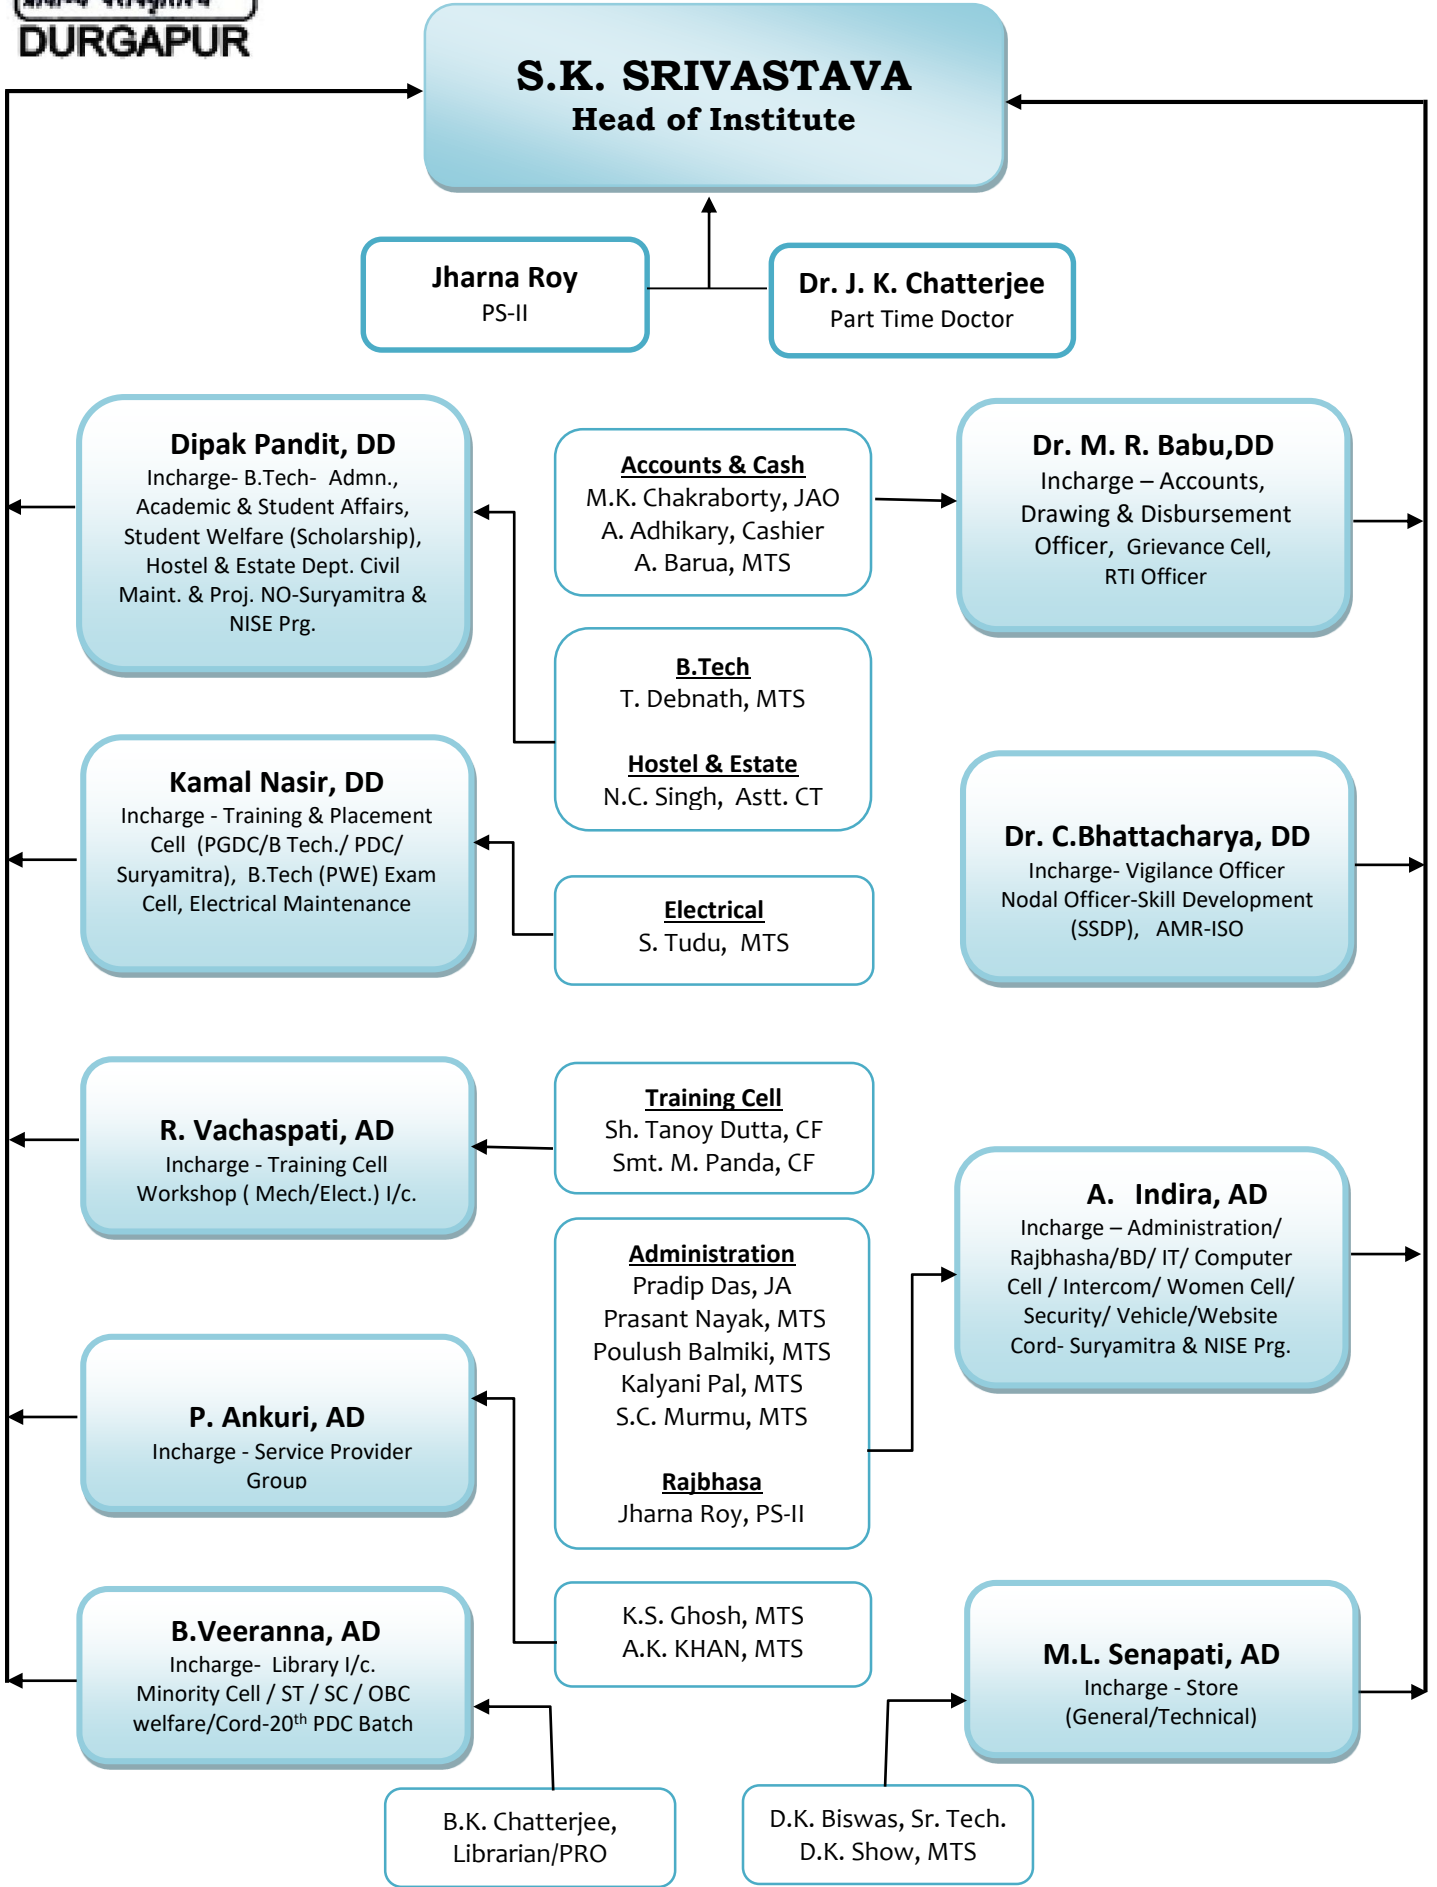 DURGAPUR
S.K. SRIVASTAVA
Head of Institute
Jharna Roy
PS-II
Dr. J. K. Chatterjee
Part Time Doctor
Dipak Pandit, DD
Incharge- B.Tech- Admn.,
Academic & Student Affairs,
Student Welfare (Scholarship),
Hostel & Estate Dept. Civil
Maint. & Proj. NO-Suryamitra &
NISE Prg.
Accounts & Cash
M.K. Chakraborty, JAO
A. Adhikary, Cashier
A. Barua, MTS
Dr. M. R. Babu,DD
Incharge – Accounts,
Drawing & Disbursement
Officer, Grievance Cell,
RTI Officer
B.Tech
T. Debnath, MTS
Hostel & Estate
N.C. Singh, Astt. CT
Kamal Nasir, DD
Incharge - Training & Placement
Cell (PGDC/B Tech./ PDC/
Suryamitra), B.Tech (PWE) Exam
Cell, Electrical Maintenance
Dr. C.Bhattacharya, DD
Incharge- Vigilance Officer
Nodal Officer-Skill Development
(SSDP), AMR-ISO
Electrical
S. Tudu, MTS
R. Vachaspati, AD
Incharge - Training Cell
Workshop ( Mech/Elect.) I/c.
Training Cell
Sh. Tanoy Dutta, CF
Smt. M. Panda, CF
A. Indira, AD
Incharge – Administration/
Rajbhasha/BD/ IT/ Computer
Cell / Intercom/ Women Cell/
Security/ Vehicle/Website
Cord- Suryamitra & NISE Prg.
Administration
Pradip Das, JA
Prasant Nayak, MTS
Poulush Balmiki, MTS
Kalyani Pal, MTS
S.C. Murmu, MTS
Rajbhasa
Jharna Roy, PS-II
P. Ankuri, AD
Incharge - Service Provider
Group
K.S. Ghosh, MTS
A.K. KHAN, MTS
B.Veeranna, AD
Incharge- Library I/c.
Minority Cell / ST / SC / OBC
welfare/Cord-20th PDC Batch
M.L. Senapati, AD
Incharge - Store
(General/Technical)
B.K. Chatterjee,
Librarian/PRO
D.K. Biswas, Sr. Tech.
D.K. Show, MTS